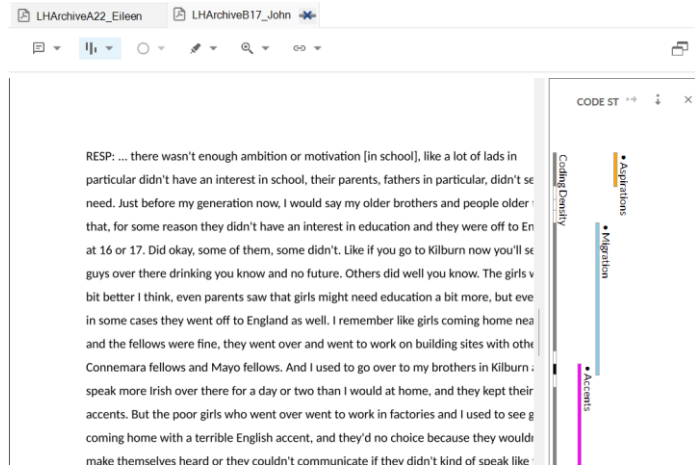 LHArchiveA22_Eileen
LHArchiveB17_John
CODE ST
RESP: ... there wasn't enough ambition or motivation [in school], like a lot of lads in
particular didn't have an interest in school, their parents, fathers in particular, didn't se
need. Just before my generation now, I would say my older brothers and people older
that, for some reason they didn't have an interest in education and they were off to En
at 16 or 17. Did okay, some of them, some didn't. Like if you go to Kilburn now you'll se
guys over there drinking you know and no future. Others did well you know. The girls
bit better I think, even parents saw that girls might need education a bit more, but eve
in some cases they went off to England as well. I remember like girls coming home nea
and the fellows were fine, they went over and went to work on building sites with othe
Connemara fellows and Mayo fellows. And I used to go over to my brothers in Kilburn
speak more Irish over there for a day or two than I would at home, and they kept their
accents. But the poor girls who went over went to work in factories and I used to see g
coming home with a terrible English accent, and they'd no choice because they would
make themselves heard or they couldn't communicate if they didn't kind of speak like
Coding Density
Aspirations
Migration
Accents